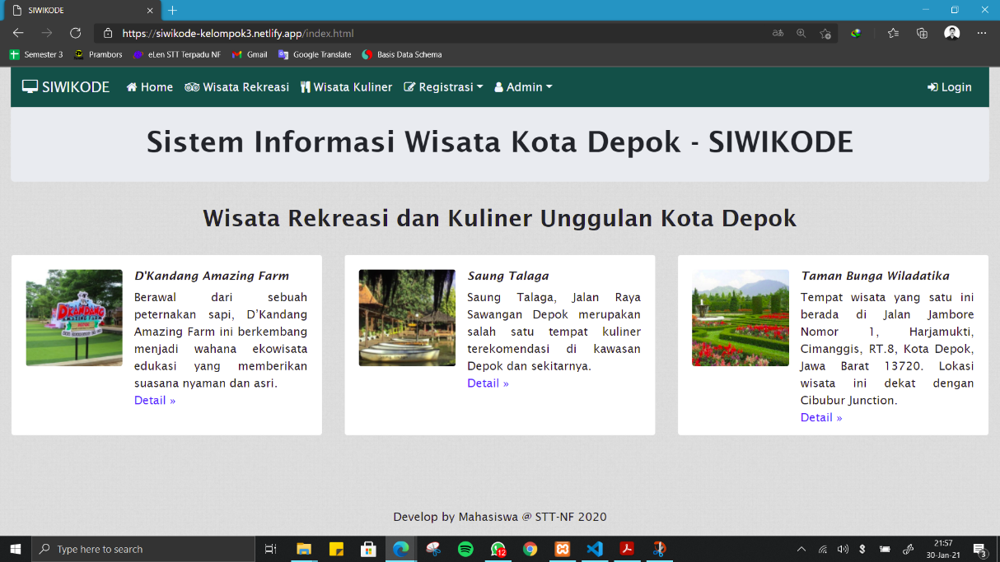 SIWIKODE
https://siwikode-kelompok3.netlify.app/index.html
Semester 3 Prambors eLen STT Terpadu NF Gmail Google Translate Basis Data Schema
SIWIKODE Home Wisata Rekreasi Wisata Kuliner Registrasi Admin Login
Sistem Informasi Wisata Kota Depok - SIWIKODE
Wisata Rekreasi dan Kuliner Unggulan Kota Depok
D'KANDANG
AMAZING FARM
D'Kandang Amazing Farm
Berawal dari sebuah
peternakan sapi, D'Kandang
Amazing Farm ini berkembang
menjadi wahana ekowisata
edukasi yang memberikan
suasana nyaman dan asri.
Detail »
Saung Talaga
Saung Talaga, Jalan Raya
Sawangan Depok merupakan
salah satu tempat kuliner
terekomendasi di kawasan
Depok dan sekitarnya.
Detail »
Taman Bunga Wiladatika
Tempat wisata yang satu ini
berada di Jalan Jambore
Nomor 1, Harjamukti,
Cimanggis, RT.8, Kota Depok,
Jawa Barat 13720. Lokasi
wisata ini dekat dengan
Cibubur Junction.
Detail »
Develop by Mahasiswa @ STT-NF 2020
Type here to search
12
21:57
30-Jan-21
3